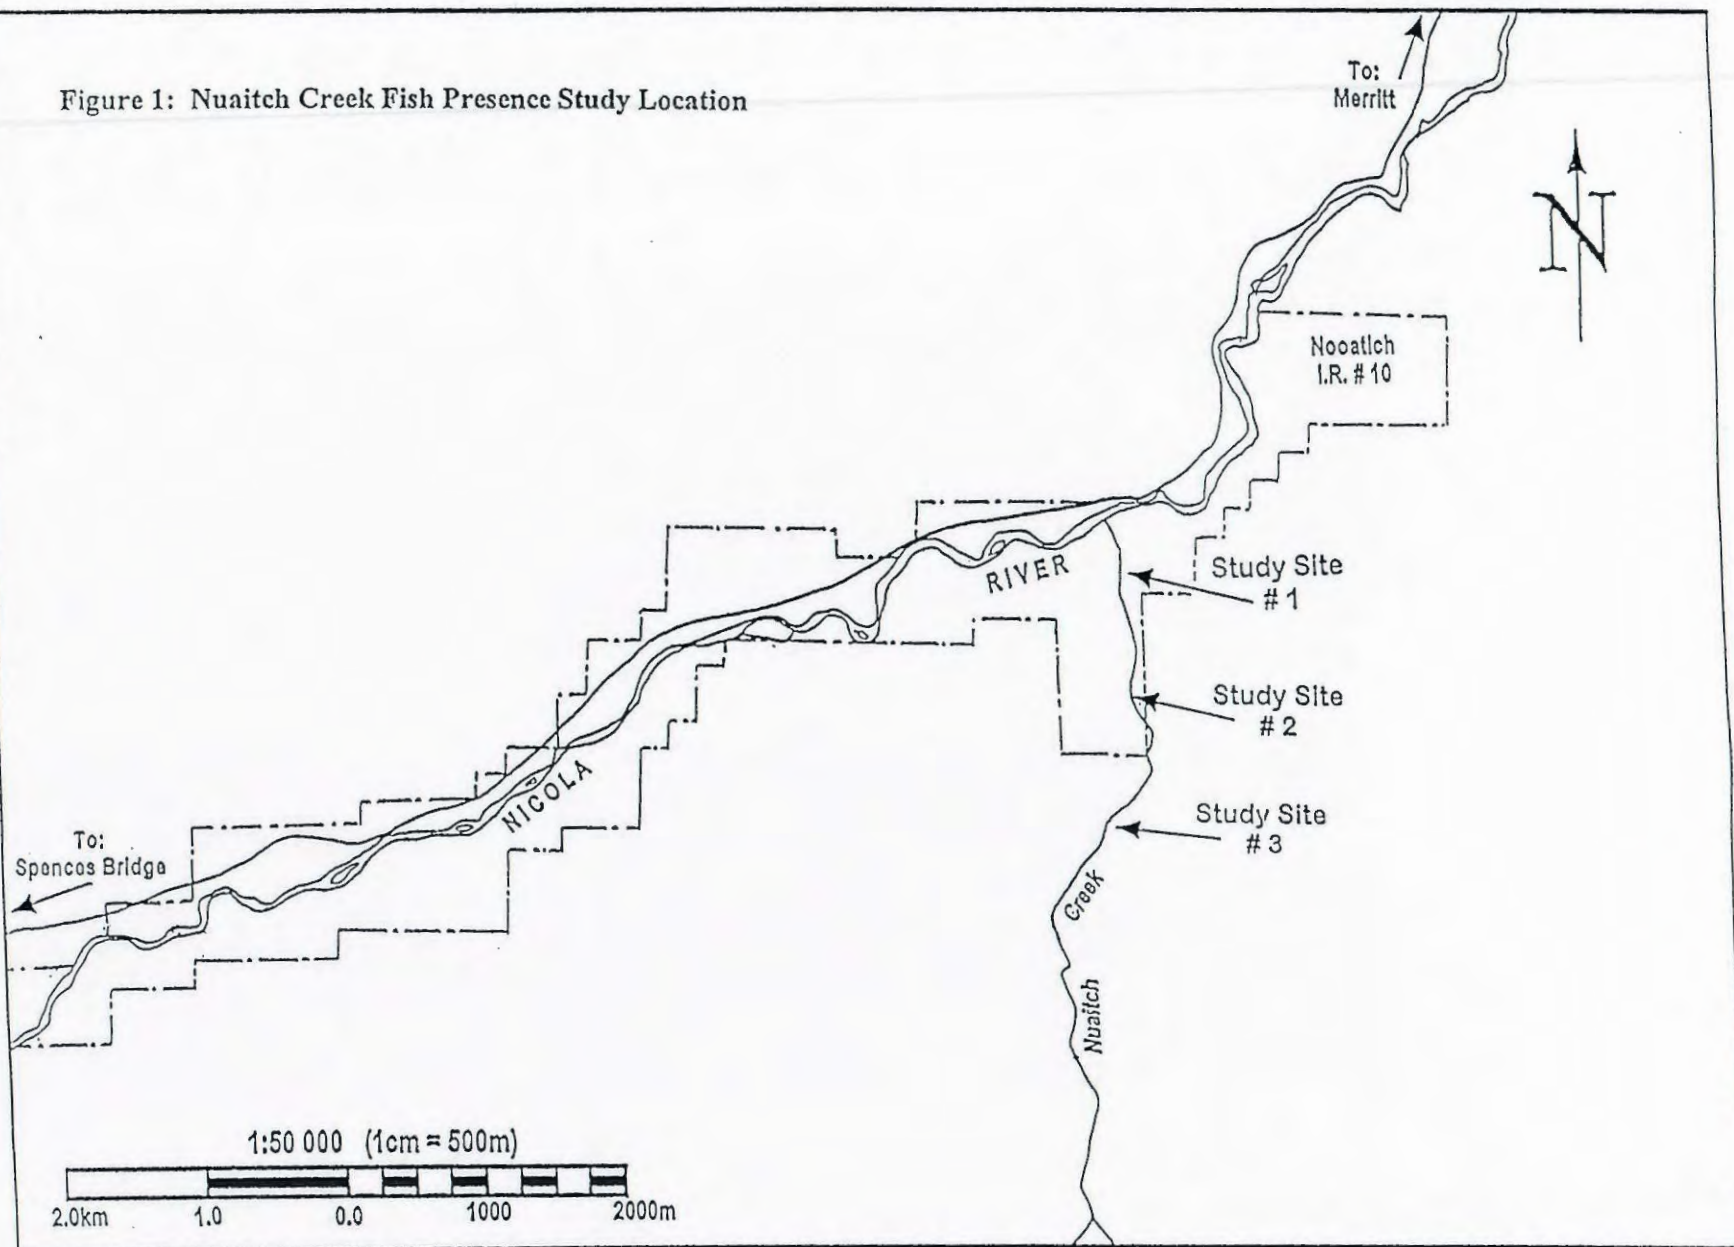 Figure 1: Nuaitch Creek Fish Presence Study Location
To:
Merritt
N
Nooatich
I.R. # 10
RIVER
Study Site
# 1
Study Site
# 2
NICOLA
Study Site
# 3
To:
Spences Bridge
Creek
Nuaitch
1:50 000 (1cm = 500m)
2.0km 1.0 0.0 1000 2000m